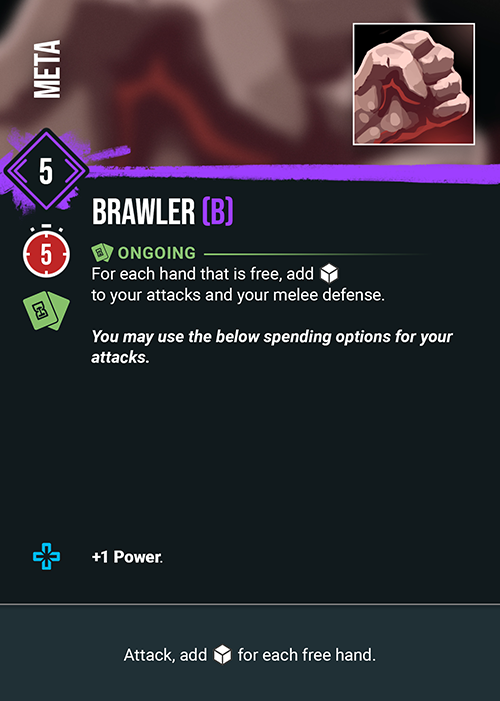 META
5
BRAWLER (B)
5
ONGOING
For each hand that is free, add
to your attacks and your melee defense.
You may use the below spending options for your
attacks.
+1 Power.
Attack, add for each free hand.